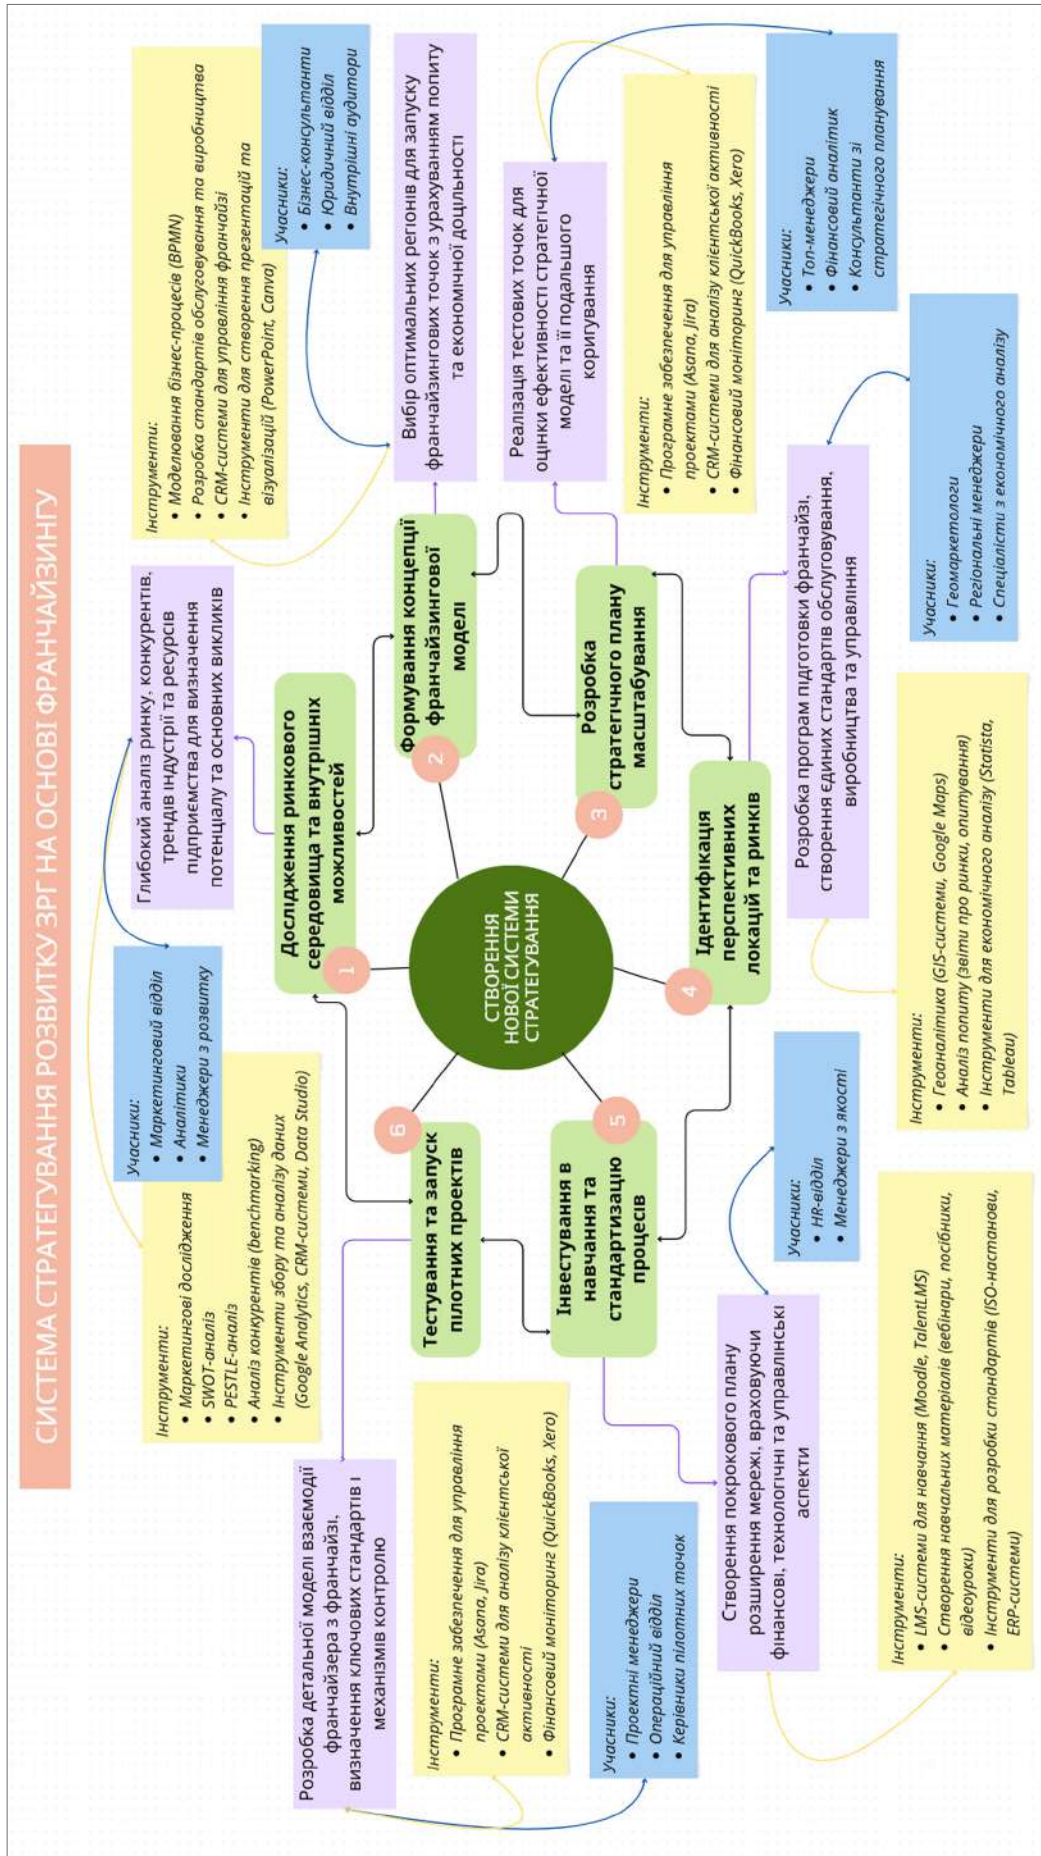 СИСТЕМА СТРАТЕГУВАННЯ РОЗВИТКУ ЗРГ НА ОСНОВІ ФРАНЧАЙЗИНГУ
СТВОРЕННЯ
НОВОЇ СИСТЕМИ
СТРАТЕГУВАННЯ
1
Дослідження ринкового
середовища та внутрішніх
можливостей
Глибокий аналіз ринку, конкурентів,
трендів індустрії та ресурсів
підприємства для визначення
потенціалу та основних викликів
Учасники:
• Маркетинговий відділ
• Аналітики
• Менеджери з розвитку
Інструменти:
• Маркетингові дослідження
• SWOT-аналіз
• PESTLE-аналіз
• Аналіз конкурентів (benchmarking)
• Інструменти збору та аналізу даних
(Google Analytics, CRM-системи, Data Studio)
2
Формування концепції
франчайзингової
моделі
Вибір оптимальних регіонів для запуску
франчайзингових точок з урахуванням попиту
та економічної доцільності
Інструменти:
• Моделювання бізнес-процесів (BPMN)
• Розробка стандартів обслуговування та виробництва
• CRM-системи для управління франчайзі
• Інструменти для створення презентацій та
візуалізацій (PowerPoint, Canva)
Учасники:
• Бізнес-консультанти
• Юридичний відділ
• Внутрішні аудитори
3
Розробка
стратегічного плану
масштабування
Реалізація тестових точок для
оцінки ефективності стратегічної
моделі та її подальшого
коригування
Інструменти:
• Програмне забезпечення для управління
проектами (Asana, Jira)
• CRM-системи для аналізу клієнтської активності
• Фінансовий моніторинг (QuickBooks, Xero)
Учасники:
• Топ-менеджери
• Фінансовий аналітик
• Консультанти зі
стратегічного планування
4
Ідентифікація
перспективних
локацій та ринків
Розробка програм підготовки франчайзі,
створення єдиних стандартів обслуговування,
виробництва та управління
Учасники:
• Геомаркетологи
• Регіональні менеджери
• Спеціалісти з економічного аналізу
Інструменти:
• Геоаналітика (GIS-системи, Google Maps)
• Аналіз попиту (звіти про ринки, опитування)
• Інструменти для економічного аналізу (Statista,
Tableau)
5
Інвестування в
навчання та
стандартизацію
процесів
Створення покрокового плану
розширення мережі, враховуючи
фінансові, технологічні та управлінські
аспекти
Учасники:
• HR-відділ
• Менеджери з якості
Інструменти:
• LMS-системи для навчання (Moodle, TalentLMS)
• Створення навчальних матеріалів (вебінари, посібники,
відеоуроки)
• Інструменти для розробки стандартів (ISO-настанови,
ERP-системи)
6
Тестування та запуск
пілотних проектів
Розробка детальної моделі взаємодії
франчайзера з франчайзі,
визначення ключових стандартів і
механізмів контролю
Інструменти:
• Програмне забезпечення для управління
проектами (Asana, Jira)
• CRM-системи для аналізу клієнтської
активності
• Фінансовий моніторинг (QuickBooks, Xero)
Учасники:
• Проектні менеджери
• Операційний відділ
• Керівники пілотних точок